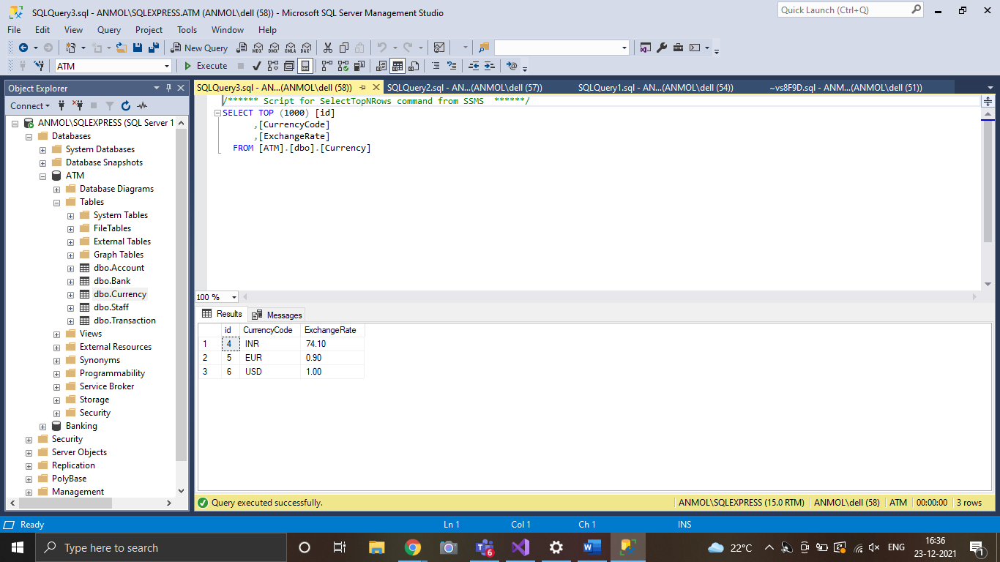 SQLQuery3.sql - ANMOL\SQLEXPRESS.ATM (ANMOL\dell (58)) - Microsoft SQL Server Management Studio
Quick Launch (Ctrl+Q)
File Edit View Query Project Tools Window Help
New Query MDX DMX XMLA DAX
ATM Execute
Object Explorer
Connect
ANMOL\SQLEXPRESS (SQL Server 1
Databases
System Databases
Database Snapshots
ATM
Database Diagrams
Tables
System Tables
FileTables
External Tables
Graph Tables
dbo.Account
dbo.Bank
dbo.Currency
dbo.Staff
dbo.Transaction
Views
External Resources
Synonyms
Programmability
Service Broker
Storage
Security
Banking
Security
Server Objects
Replication
PolyBase
Management
SQLQuery3.sql - AN...(ANMOL\dell (58)) SQLQuery2.sql - AN...(ANMOL\dell (57)) SQLQuery1.sql - AN...(ANMOL\dell (54)) ~vs8F9D.sql - ANM...(ANMOL\dell (51))
/****** Script for SelectTopNRows command from SSMS ******/
SELECT TOP (1000) [id]
,[CurrencyCode]
,[ExchangeRate]
FROM [ATM].[dbo].[Currency]
100 %
Results Messages
id CurrencyCode ExchangeRate
1 4 INR 74.10
2 5 EUR 0.90
3 6 USD 1.00
Query executed successfully. ANMOL\SQLEXPRESS (15.0 RTM) ANMOL\dell (58) ATM 00:00:00 3 rows
Ready Ln 1 Col 1 Ch 1 INS
Type here to search 6 22°C ENG 16:36
23-12-2021 1